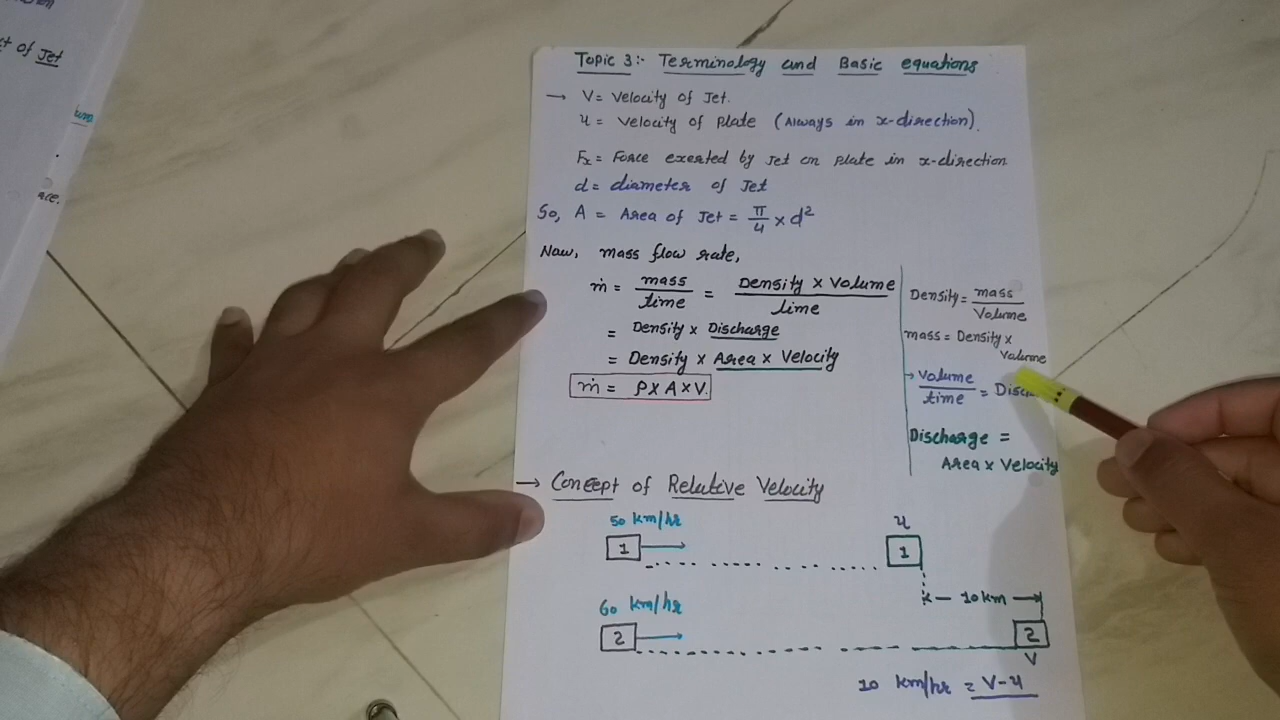 ct of Jet
Topic 3:- Terminology and Basic equations
→ V = Velocity of Jet.
u = Velocity of Plate (Always in x-direction).
Fx = Force exerted by Jet on Plate in x-direction
d = diameter of Jet
So, A = Area of Jet = π/4 × d²
Now, mass flow rate,
ṁ = mass/time = Density × Volume/time
= Density × Discharge
= Density × Area × Velocity
ṁ = ρ × A × V.
Density = mass/Volume
mass = Density ×
Volume
→ Volume/time =
Discharge =
Area × Velocity
→ Concept of Relative Velocity
50 km/hr
1
u
1
10 km
60 km/hr
2
2
V
10 km/hr = V-u